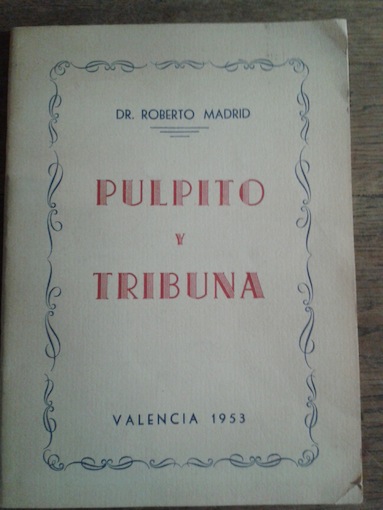 DR. ROBERTO MADRID
PULPITO
Y
TRIBUNA
VALENCIA 1953